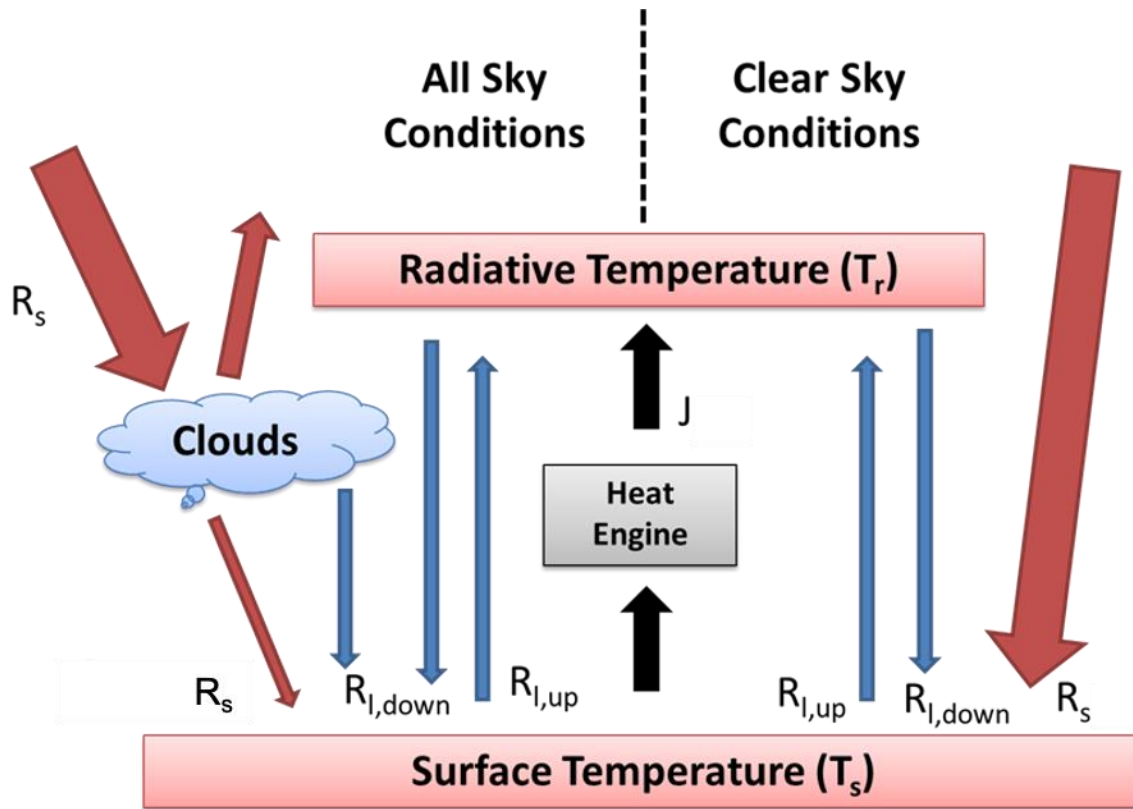 All Sky
Conditions
Clear Sky
Conditions
Radiative Temperature (Tr)
Rs
Clouds
J
Heat
Engine
Rs
Rl,down
Rl,up
Rl,up
Rl,down
Rs
Surface Temperature (Ts)